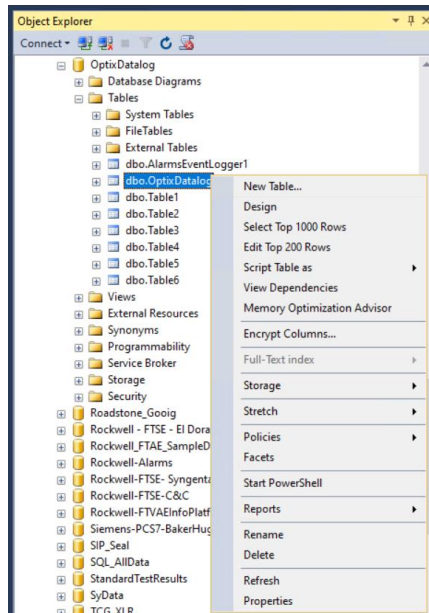 Object Explorer
Connect
OptixDatalog
Database Diagrams
Tables
System Tables
FileTables
External Tables
dbo.AlarmsEventLogger1
dbo.OptixDatalog
dbo.Table1
dbo.Table2
dbo.Table3
dbo.Table4
dbo.Table5
dbo.Table6
Views
External Resources
Synonyms
Programmability
Service Broker
Storage
Security
Roadstone_Gooig
Rockwell - FTSE - El Dora
Rockwell_FTAE_SampleD
Rockwell-Alarms
Rockwell-FTSE- Syngenta
Rockwell-FTSE-C&C
Rockwell-FTVAEInfoPlatf
Siemens-PCS7-BakerHug
SIP_Seal
SQL_AllData
StandardTestResults
SyData
TCG_XLR
New Table...
Design
Select Top 1000 Rows
Edit Top 200 Rows
Script Table as
View Dependencies
Memory Optimization Advisor
Encrypt Columns...
Full-Text index
Storage
Stretch
Policies
Facets
Start PowerShell
Reports
Rename
Delete
Refresh
Properties